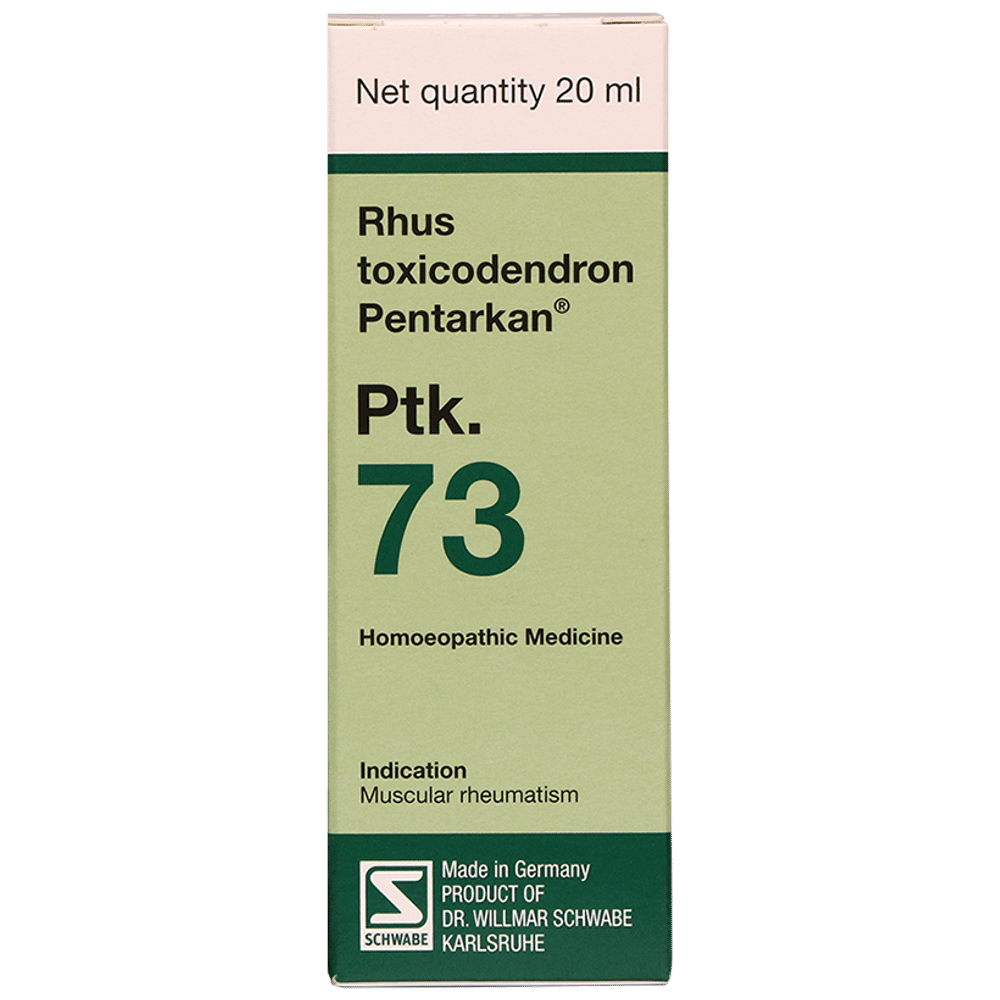 Net quantity 20 ml
Rhus
toxicodendron
Pentarkan®
Ptk.
73
Homoeopathic Medicine
Indication
Muscular rheumatism
SCHWABE
Made in Germany
PRODUCT OF
DR. WILLMAR SCHWABE
KARLSRUHE